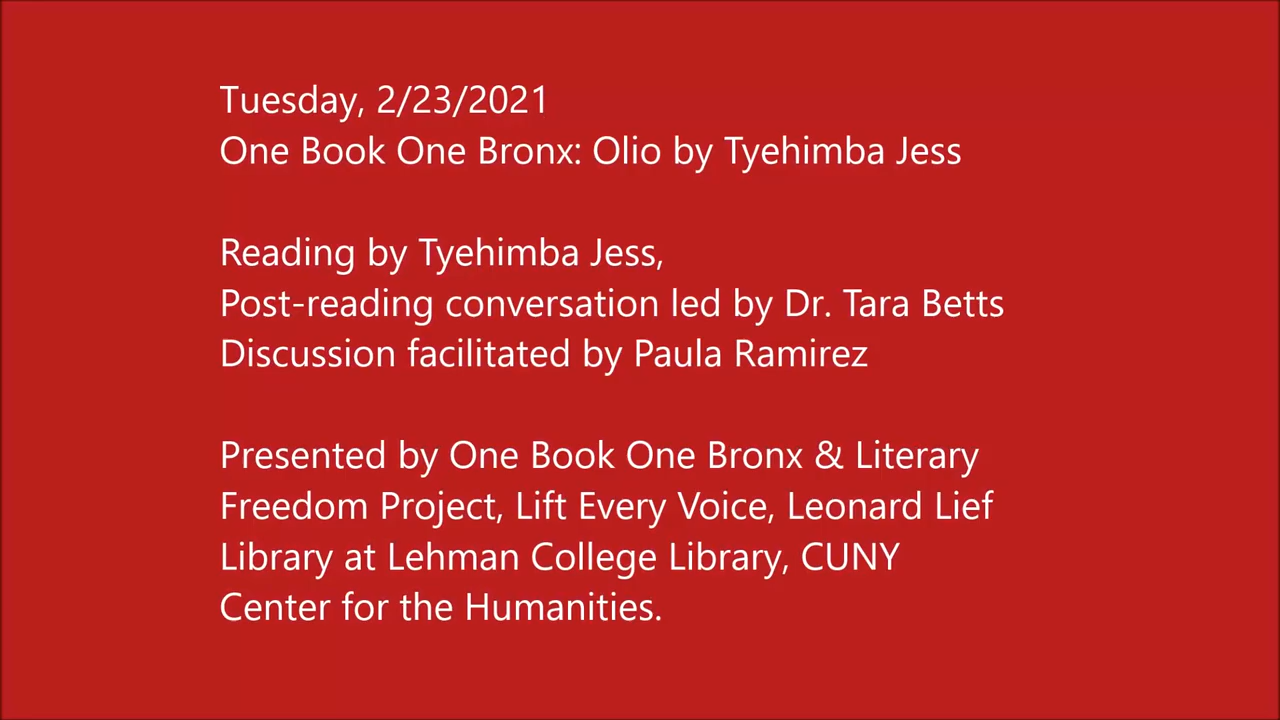 Tuesday, 2/23/2021
One Book One Bronx: Olio by Tyehimba Jess
Reading by Tyehimba Jess,
Post-reading conversation led by Dr. Tara Betts
Discussion facilitated by Paula Ramirez
Presented by One Book One Bronx & Literary
Freedom Project, Lift Every Voice, Leonard Lief
Library at Lehman College Library, CUNY
Center for the Humanities.